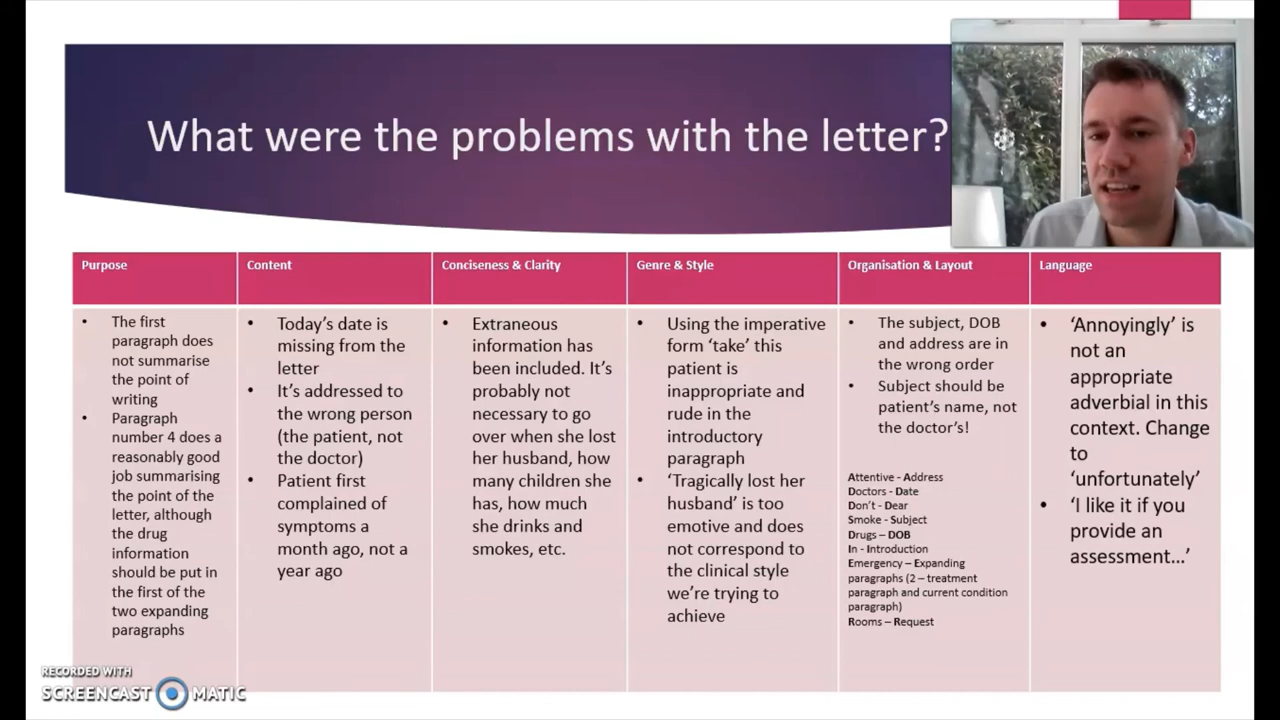 What were the problems with the letter?
Purpose
Content
Conciseness & Clarity
Genre & Style
Organisation & Layout
Language
• The first
paragraph does
not summarise
the point of
writing
• Paragraph
number 4 does a
reasonably good
job summarising
the point of the
letter, although
the drug
information
should be put in
the first of the
two expanding
paragraphs
• Today’s date is
missing from the
letter
• It’s addressed to
the wrong person
(the patient, not
the doctor)
• Patient first
complained of
symptoms a
month ago, not a
year ago
• Extraneous
information has
been included. It’s
probably not
necessary to go
over when she lost
her husband, how
many children she
has, how much
she drinks and
smokes, etc.
• Using the imperative
form ‘take’ this
patient is
inappropriate and
rude in the
introductory
paragraph
• ‘Tragically lost her
husband’ is too
emotive and does
not correspond to
the clinical style
we’re trying to
achieve
• The subject, DOB
and address are in
the wrong order
• Subject should be
patient’s name, not
the doctor’s!
Attentive - Address
Doctors - Date
Don’t - Dear
Smoke - Subject
Drugs – DOB
In - Introduction
Emergency – Expanding
paragraphs (2 – treatment
paragraph and current condition
paragraph)
Rooms – Request
• ‘Annoyingly’ is
not an
appropriate
adverbial in this
context. Change
to
‘unfortunately’
• ‘I like it if you
provide an
assessment…’
RECORDED WITH
SCREENCAST MATIC